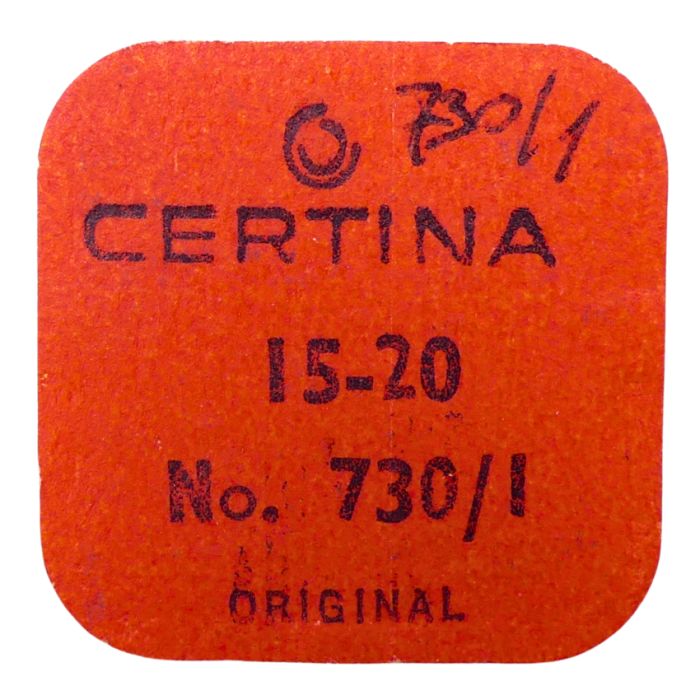 730/1
CERTINA
15-20
No. 730/1
ORIGINAL